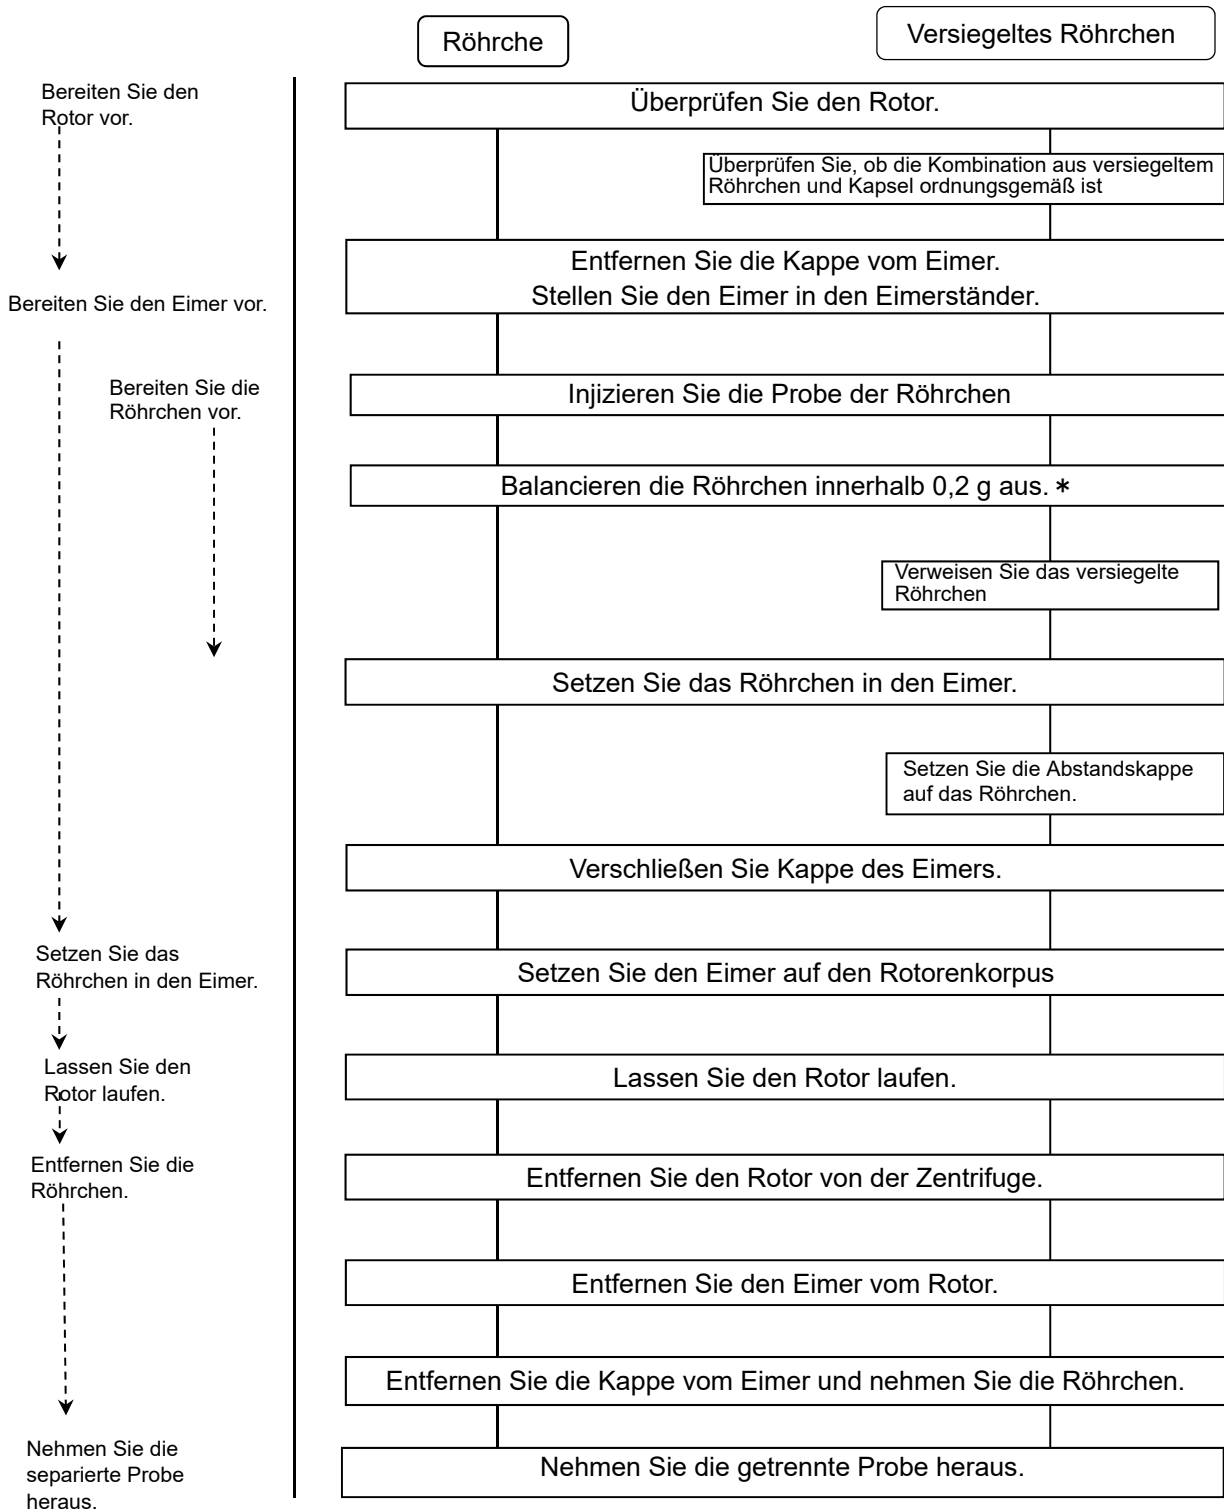 Röhrche
Versiegeltes Röhrchen
Bereiten Sie den
Rotor vor.
Überprüfen Sie den Rotor.
Überprüfen Sie, ob die Kombination aus versiegeltem
Röhrchen und Kapsel ordnungsgemäß ist
Entfernen Sie die Kappe vom Eimer.
Stellen Sie den Eimer in den Eimerständer.
Bereiten Sie den Eimer vor.
Bereiten Sie die
Röhrchen vor.
Injizieren Sie die Probe der Röhrchen
Balancieren die Röhrchen innerhalb 0,2 g aus. *
Verweisen Sie das versiegelte
Röhrchen
Setzen Sie das Röhrchen in den Eimer.
Setzen Sie die Abstandskappe
auf das Röhrchen.
Verschließen Sie Kappe des Eimers.
Setzen Sie das
Röhrchen in den Eimer.
Setzen Sie den Eimer auf den Rotorenkorpus
Lassen Sie den
Rotor laufen.
Lassen Sie den Rotor laufen.
Entfernen Sie die
Röhrchen.
Entfernen Sie den Rotor von der Zentrifuge.
Entfernen Sie den Eimer vom Rotor.
Entfernen Sie die Kappe vom Eimer und nehmen Sie die Röhrchen.
Nehmen Sie die
separierte Probe
heraus.
Nehmen Sie die getrennte Probe heraus.